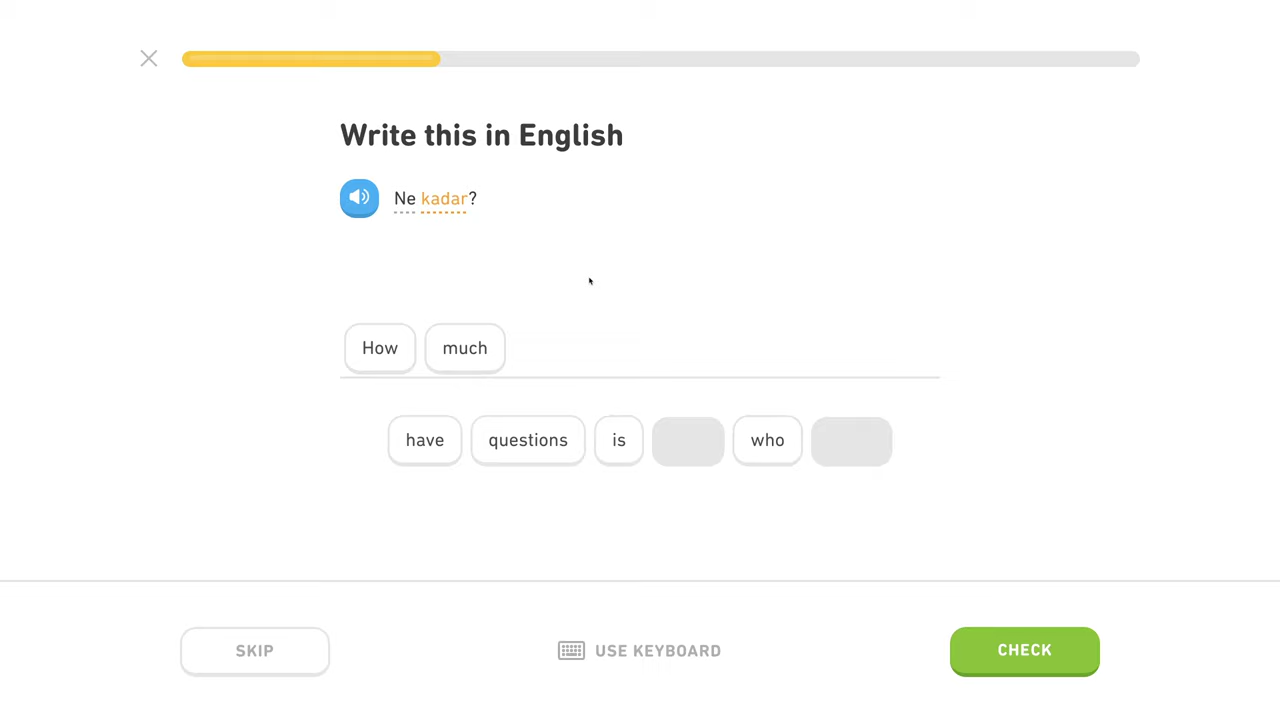 Write this in English
Ne kadar?
How much
have questions is who
SKIP USE KEYBOARD CHECK